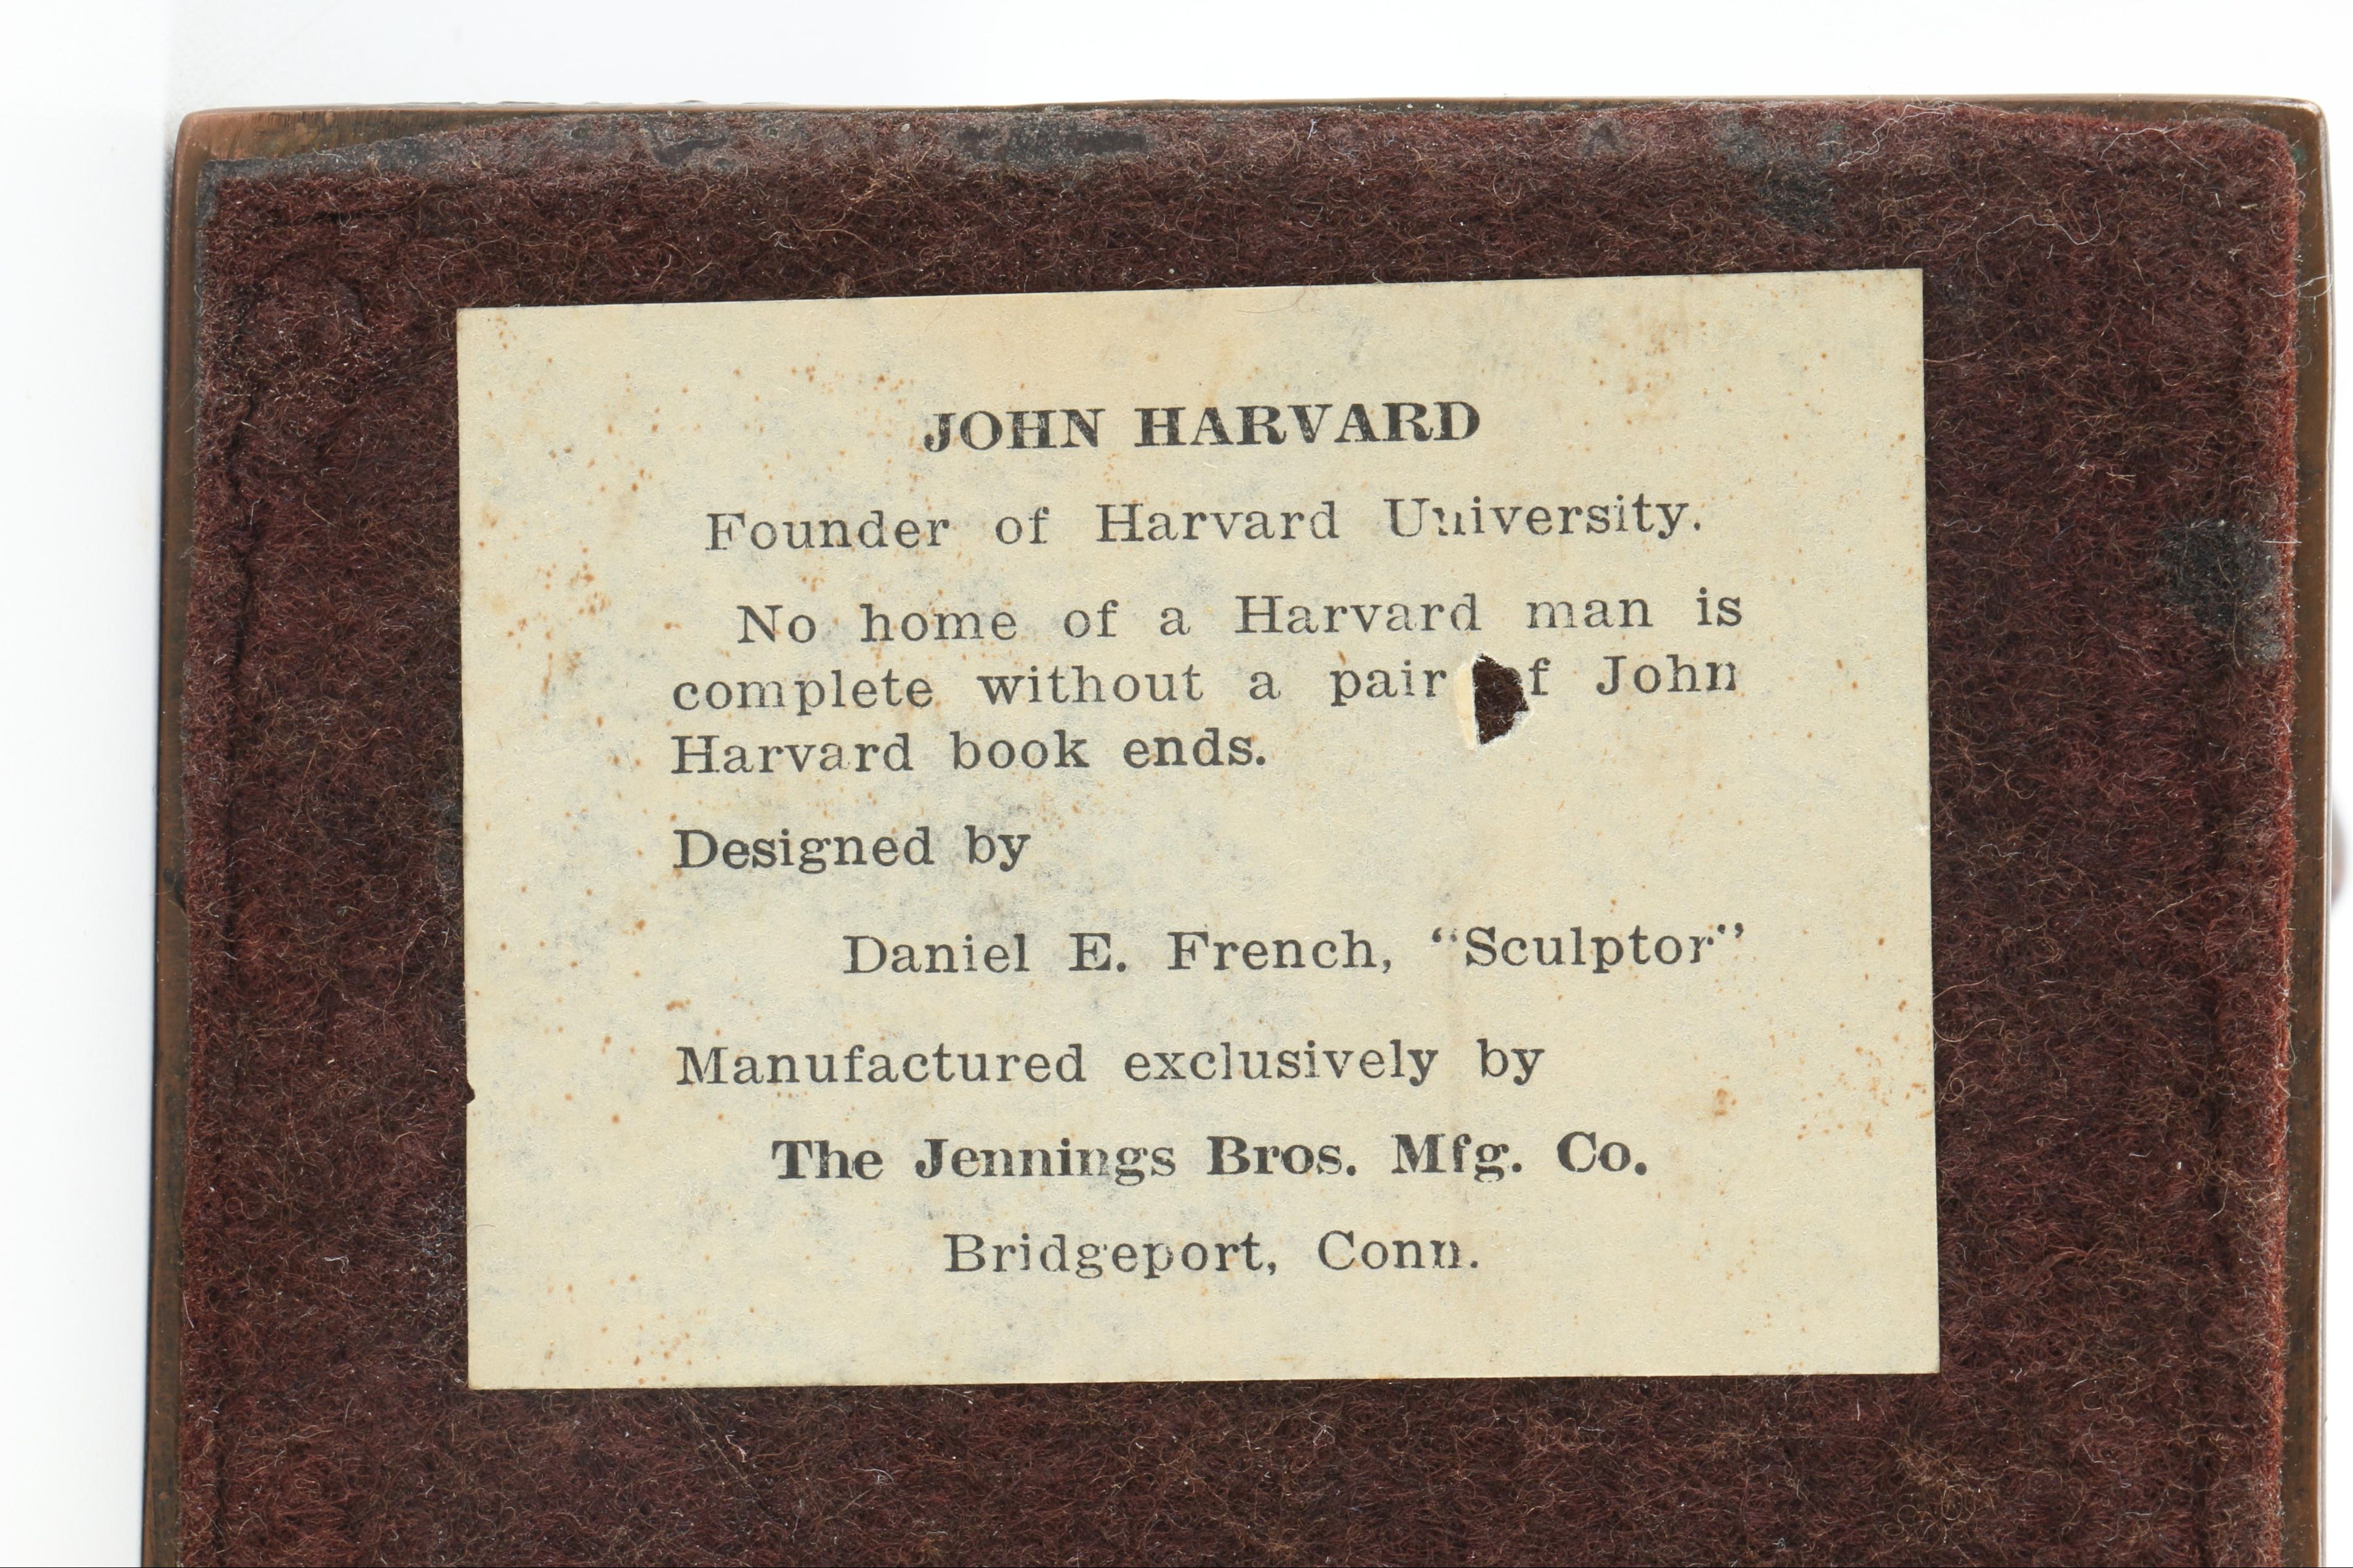 JOHN HARVARD
Founder of Harvard University.
No home of a Harvard man is
complete without a pair f John
Harvard book ends.
Designed by
Daniel E. French, “Sculptor”
Manufactured exclusively by
The Jennings Bros. Mfg. Co.
Bridgeport, Conn.